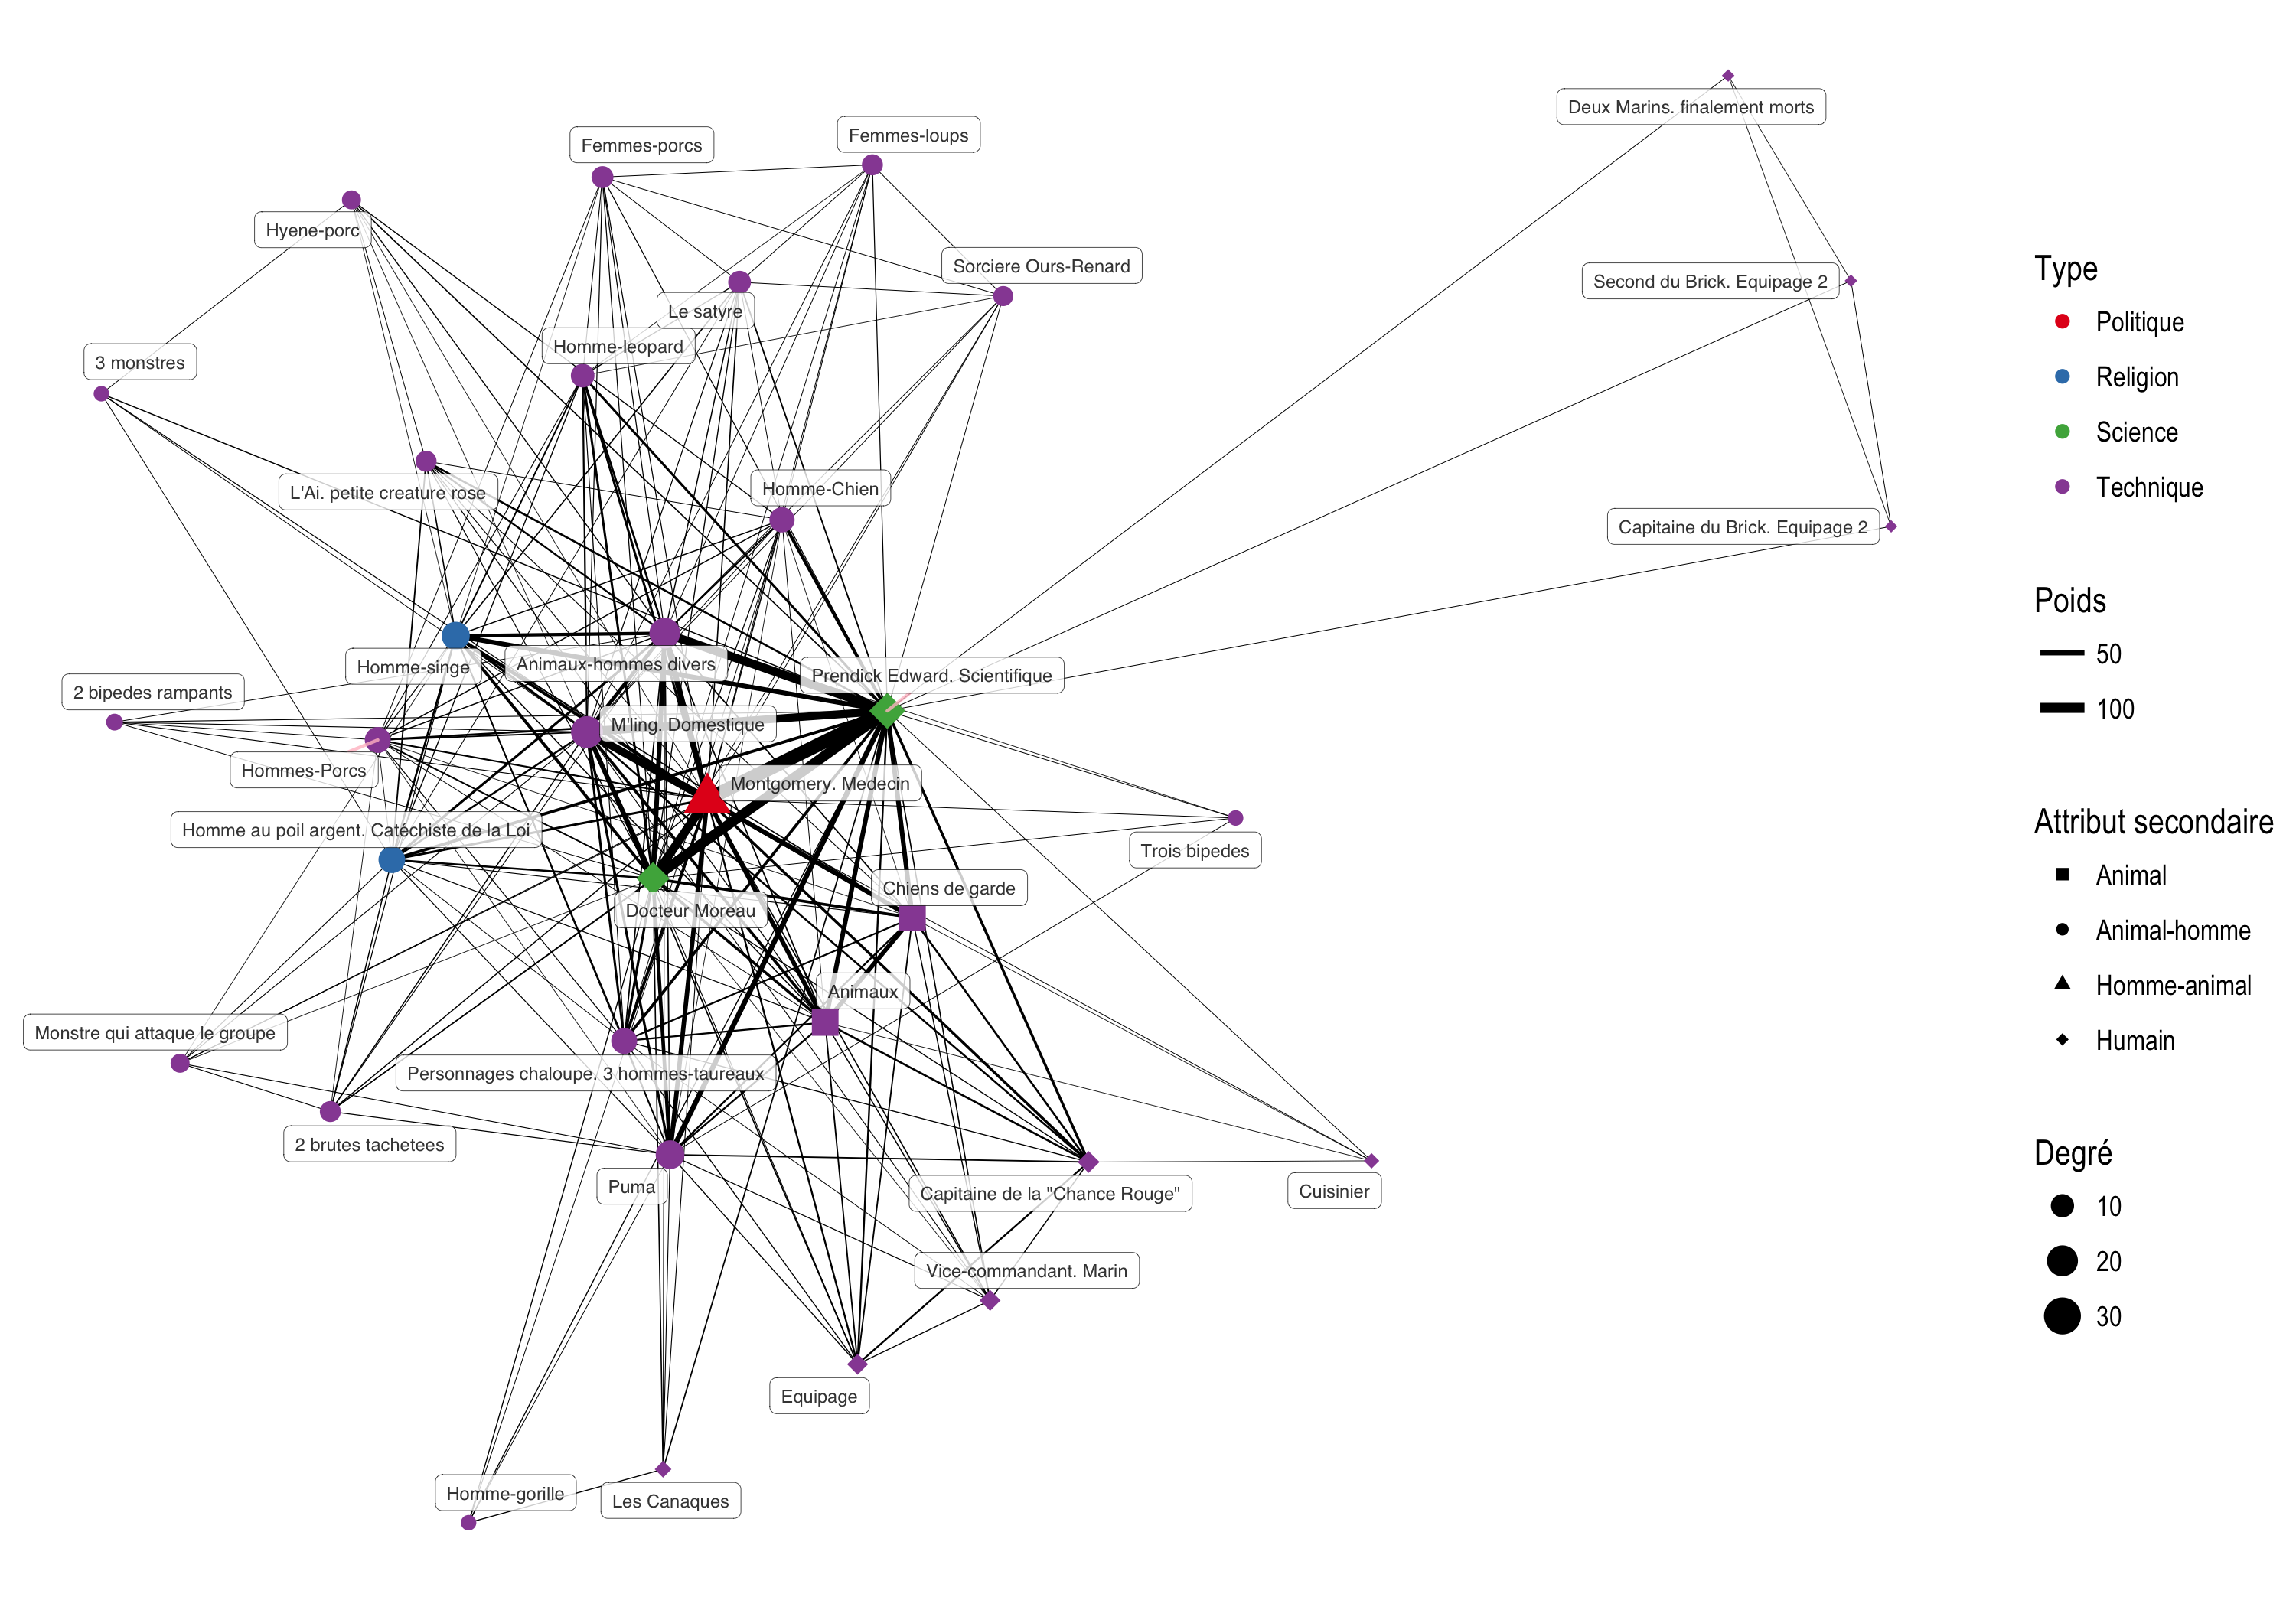 Deux Marins. finalement morts
Femmes-porcs
Femmes-loups
Hyene-porc
Sorciere Ours-Renard
Second du Brick. Equipage 2
Le satyre
Homme-leopard
3 monstres
L'Ai. petite creature rose
Homme-Chien
Capitaine du Brick. Equipage 2
Homme-singe
Animaux-hommes divers
Prendick Edward. Scientifique
2 bipedes rampants
M'ling. Domestique
Hommes-Porcs
Montgomery. Medecin
Homme au poil argent. Catéchiste de la Loi
Trois bipedes
Chiens de garde
Docteur Moreau
Animaux
Monstre qui attaque le groupe
Personnages chaloupe. 3 hommes-taureaux
2 brutes tachetees
Puma
Capitaine de la "Chance Rouge"
Cuisinier
Vice-commandant. Marin
Equipage
Homme-gorille
Les Canaques
Type
Politique
Religion
Science
Technique
Poids
50
100
Attribut secondaire
Animal
Animal-homme
Homme-animal
Humain
Degré
10
20
30